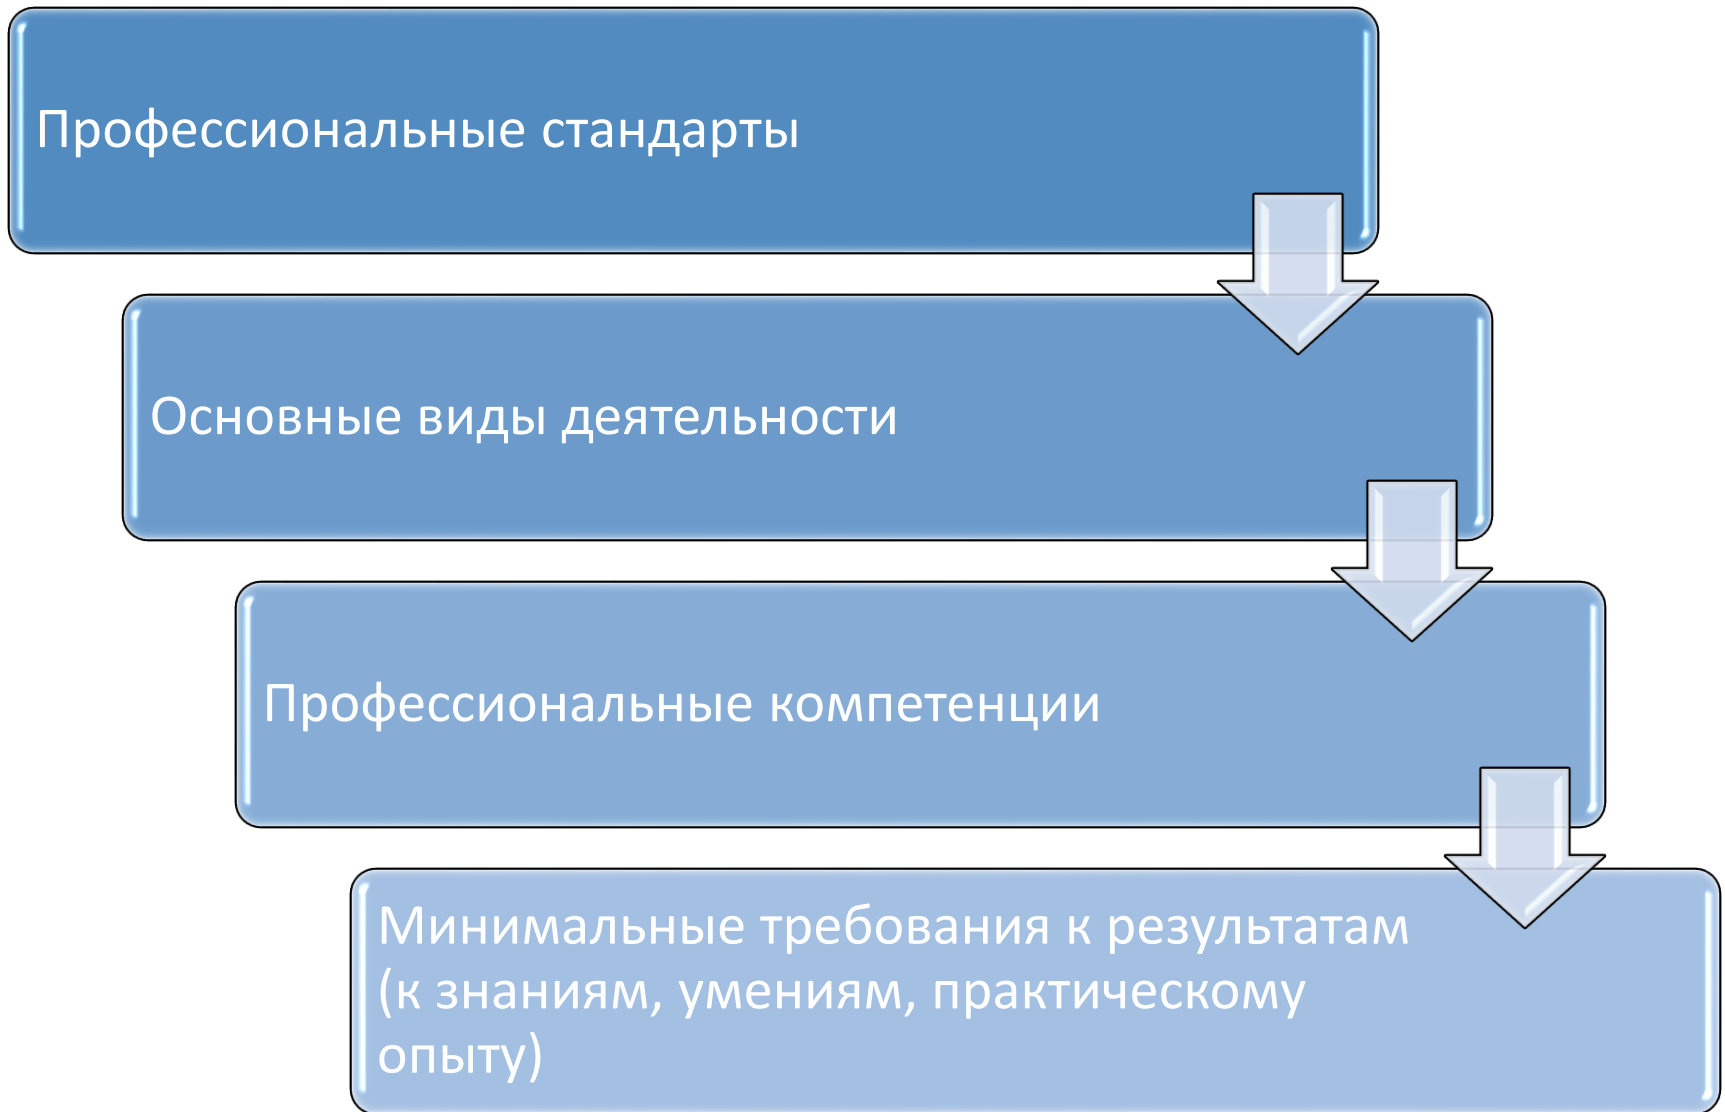 Профессиональные стандарты
Основные виды деятельности
Профессиональные компетенции
Минимальные требования к результатам
(к знаниям, умениям, практическому
опыту)